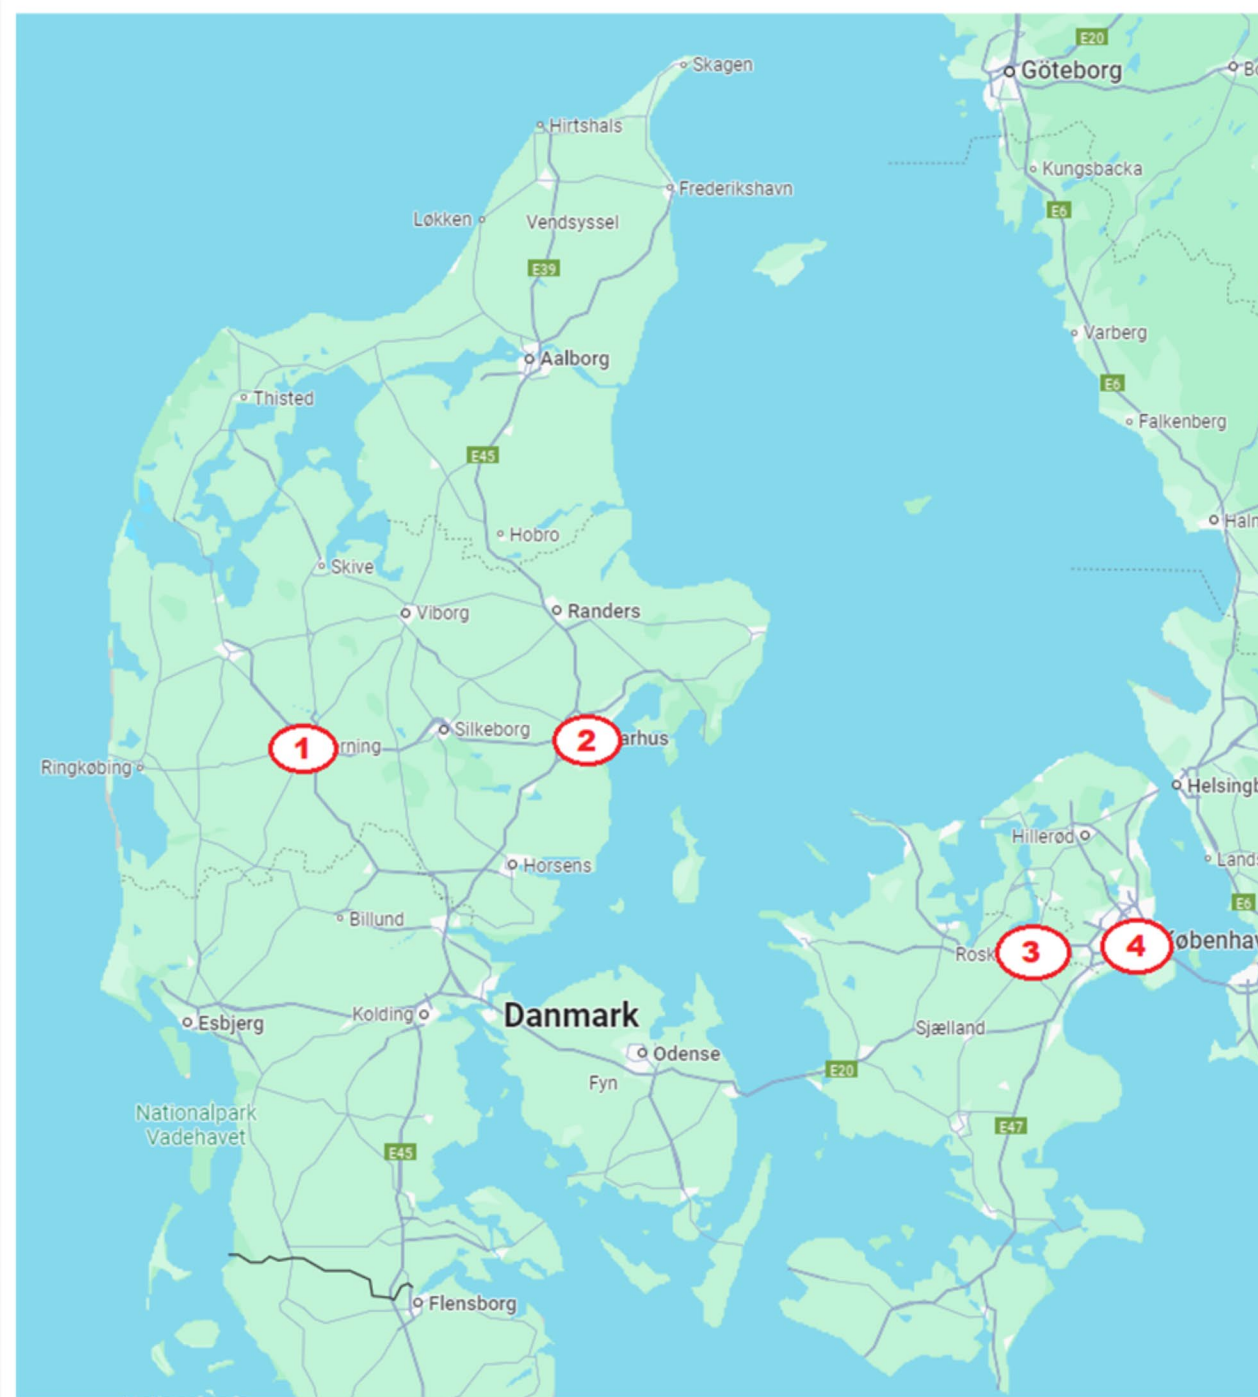 E20
Skagen
Göteborg
Hirtshals
Kungsbacka
Frederikshavn
E6
Løkken
Vendsyssel
E39
Varberg
Aalborg
E6
Thisted
Falkenberg
E45
Hobro
Skive
Randers
Viborg
Silkeborg
1
rning
2
arhus
Ringkøbing
Helsingb
Hillerød
Horsens
Lands
E6
Billund
Rosk
3
4
øbenhav
Danmark
Kolding
Esbjerg
Sjælland
Odense
E20
Fyn
Nationalpark
Vadehavet
E47
E45
Flensborg